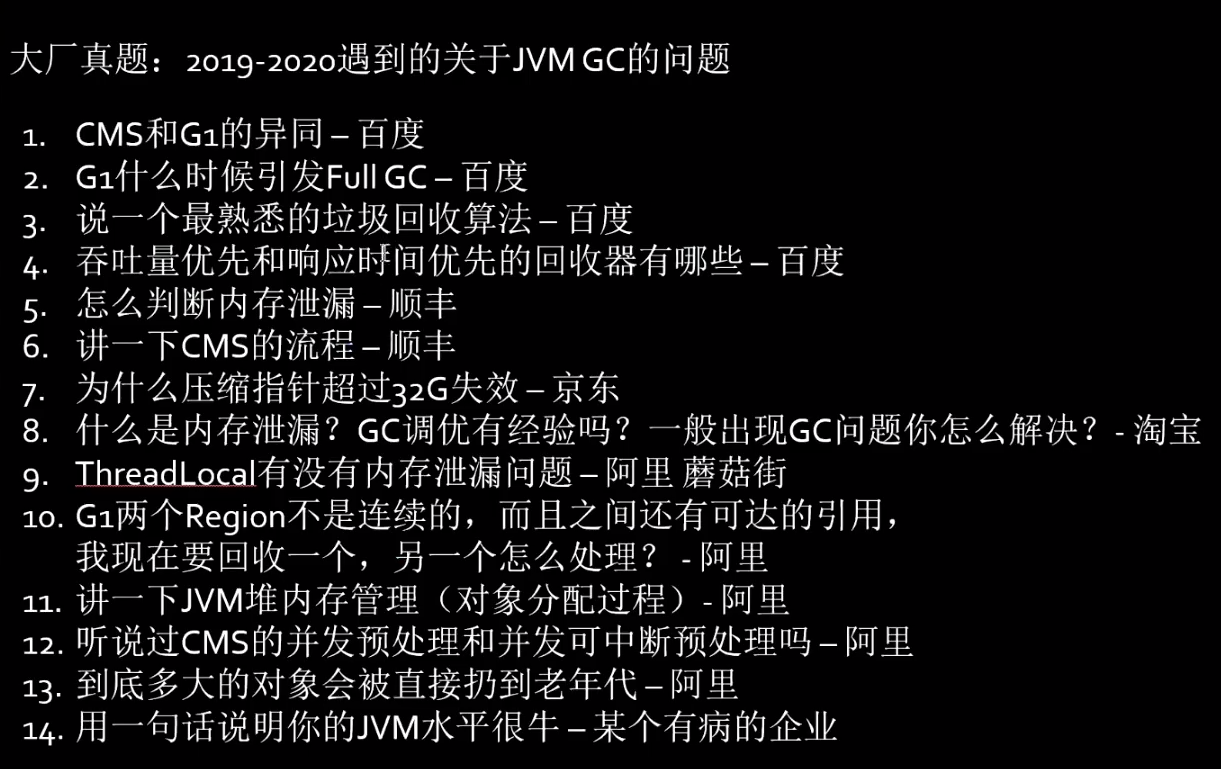 大厂真题：2019-2020遇到的关于JVM GC的问题
1. CMS和G1的异同 – 百度
2. G1什么时候引发Full GC – 百度
3. 说一个最熟悉的垃圾回收算法 – 百度
4. 吞吐量优先和响应时间优先的回收器有哪些 – 百度
5. 怎么判断内存泄漏 – 顺丰
6. 讲一下CMS的流程 – 顺丰
7. 为什么压缩指针超过32G失效 – 京东
8. 什么是内存泄漏？GC调优有经验吗？一般出现GC问题你怎么解决？- 淘宝
9. ThreadLocal有没有内存泄漏问题 – 阿里 蘑菇街
10. G1两个Region不是连续的，而且之间还有可达的引用，
我现在要回收一个，另一个怎么处理？ - 阿里
11. 讲一下JVM堆内存管理（对象分配过程）- 阿里
12. 听说过CMS的并发预处理和并发可中断预处理吗 – 阿里
13. 到底多大的对象会被直接扔到老年代 – 阿里
14. 用一句话说明你的JVM水平很牛 – 某个有病的企业